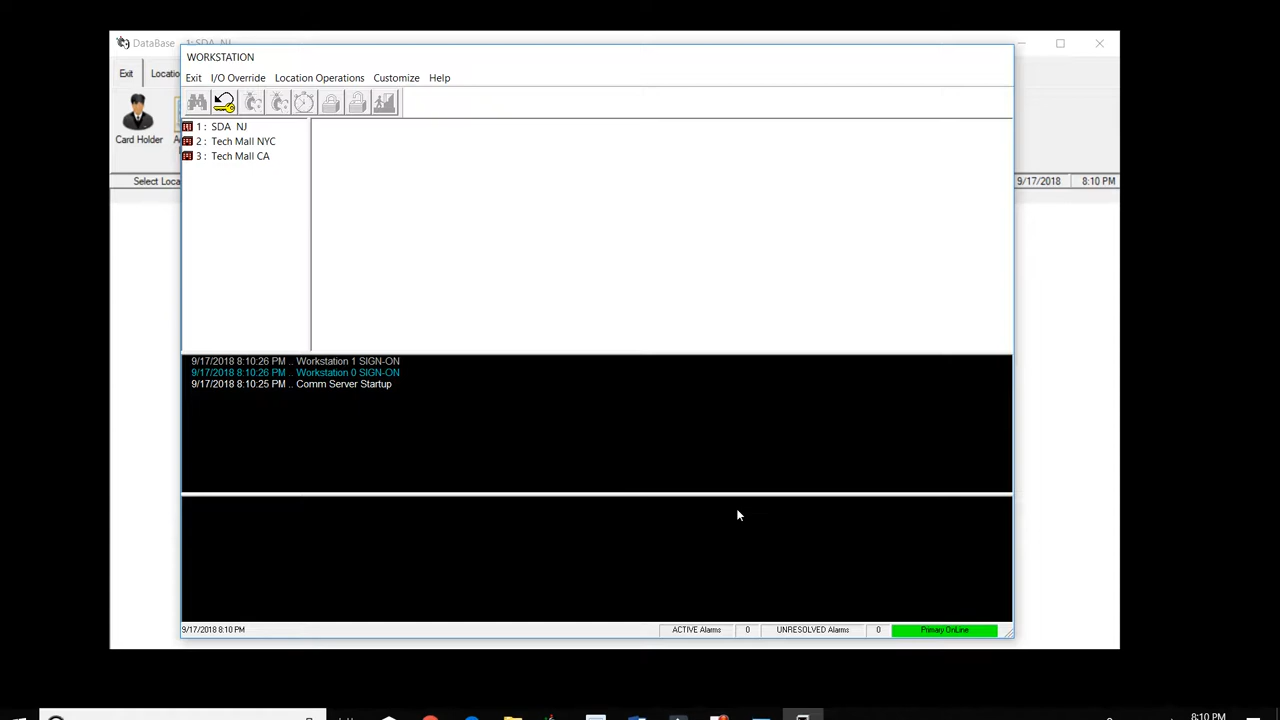 DataBase 1: SDA NJ
WORKSTATION
Exit Locatio
Exit I/O Override Location Operations Customize Help
Card Holder
1 : SDA NJ
2 : Tech Mall NYC
3 : Tech Mall CA
Select Loca
9/17/2018 8:10 PM
9/17/2018 8:10:26 PM .. Workstation 1 SIGN-ON
9/17/2018 8:10:26 PM .. Workstation 0 SIGN-ON
9/17/2018 8:10:25 PM .. Comm Server Startup
9/17/2018 8:10 PM ACTIVE Alarms 0 UNRESOLVED Alarms 0 Primary OnLine
8:10 PM